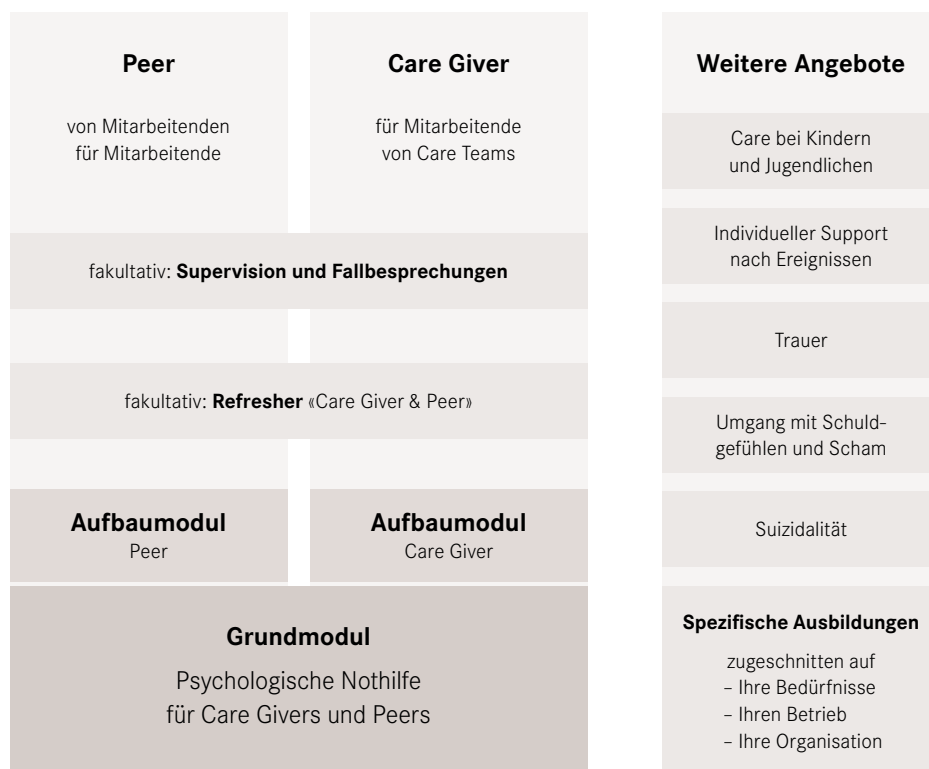 Peer
von Mitarbeitenden
für Mitarbeitende
Care Giver
für Mitarbeitende
von Care Teams
fakultativ: Supervision und Fallbesprechungen
fakultativ: Refresher «Care Giver & Peer»
Aufbaumodul
Peer
Aufbaumodul
Care Giver
Grundmodul
Psychologische Nothilfe
für Care Givers und Peers
Weitere Angebote
Care bei Kindern
und Jugendlichen
Individueller Support
nach Ereignissen
Trauer
Umgang mit Schuld-
gefühlen und Scham
Suizidalität
Spezifische Ausbildungen
zugeschnitten auf
– Ihre Bedürfnisse
– Ihren Betrieb
– Ihre Organisation